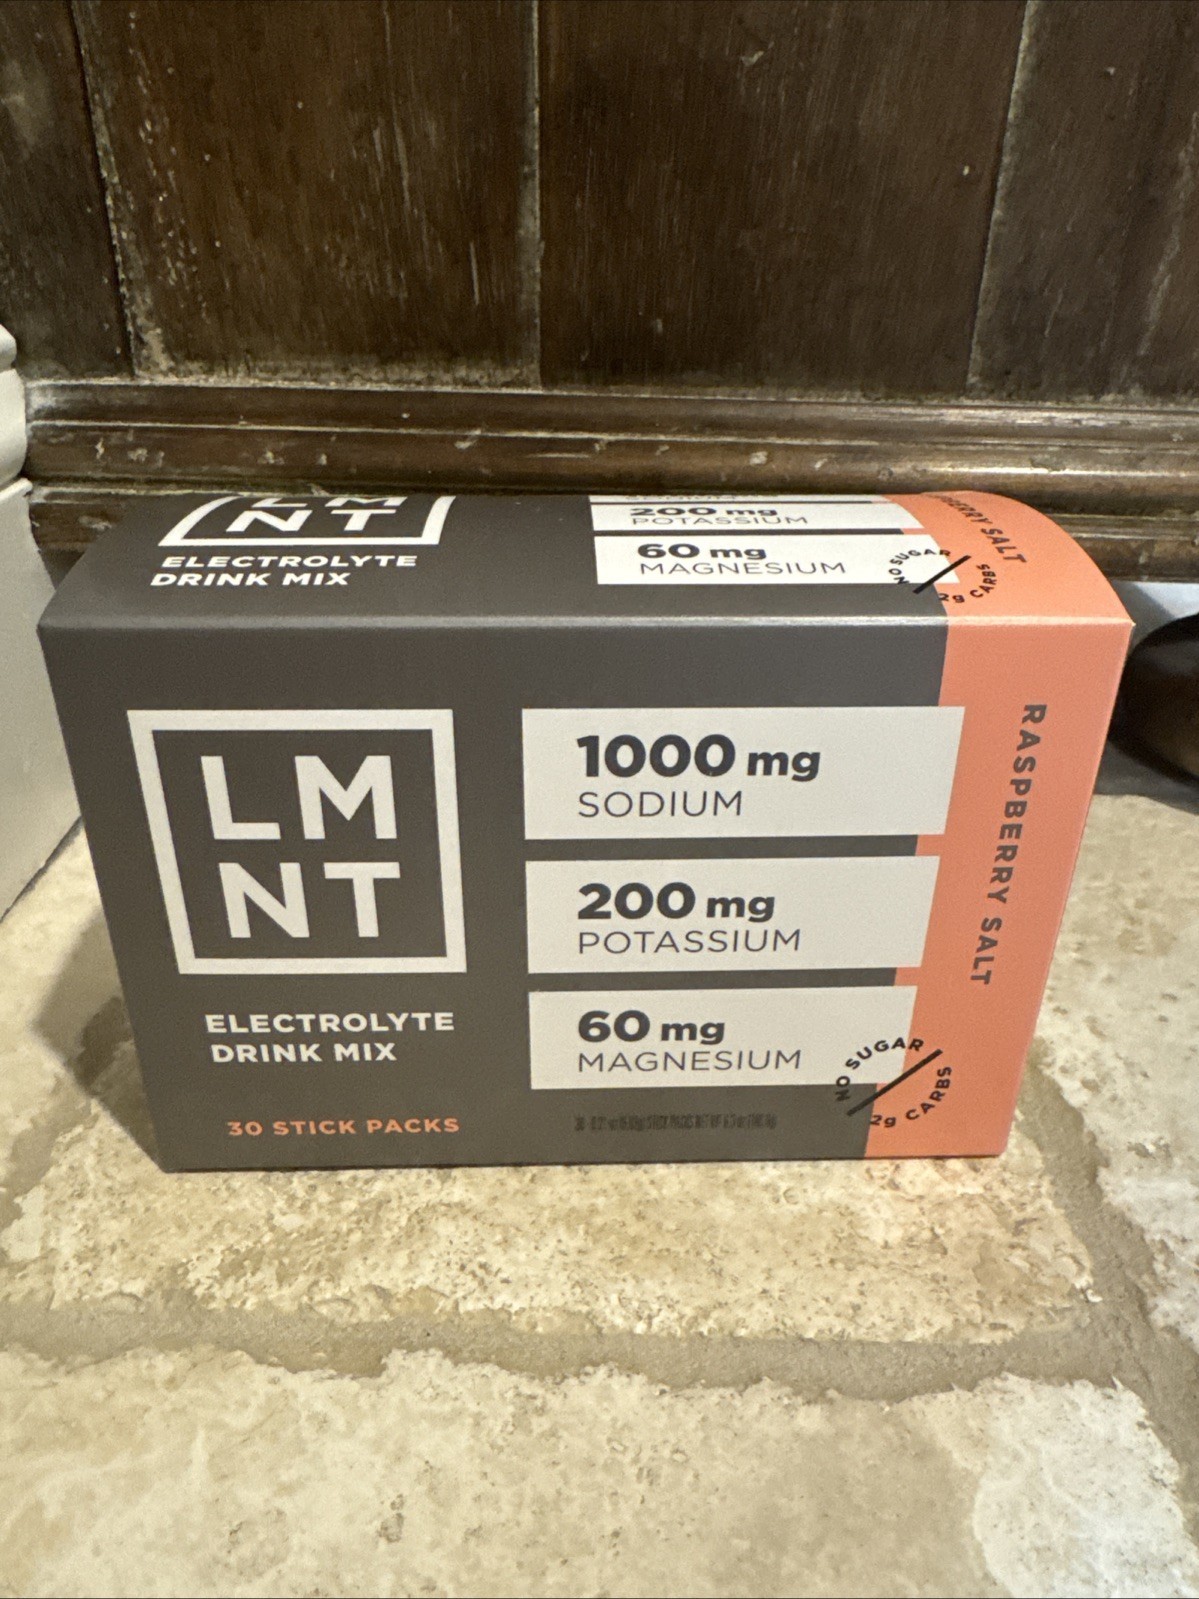 LM
NT
ELECTROLYTE
DRINK MIX
200 mg
POTASSIUM
60 mg
MAGNESIUM
SALT
NO SUGAR
2g CARBS
LM
NT
ELECTROLYTE
DRINK MIX
30 STICK PACKS
1000 mg
SODIUM
200 mg
POTASSIUM
60 mg
MAGNESIUM
NO SUGAR
2g CARBS
RASPBERRY SALT